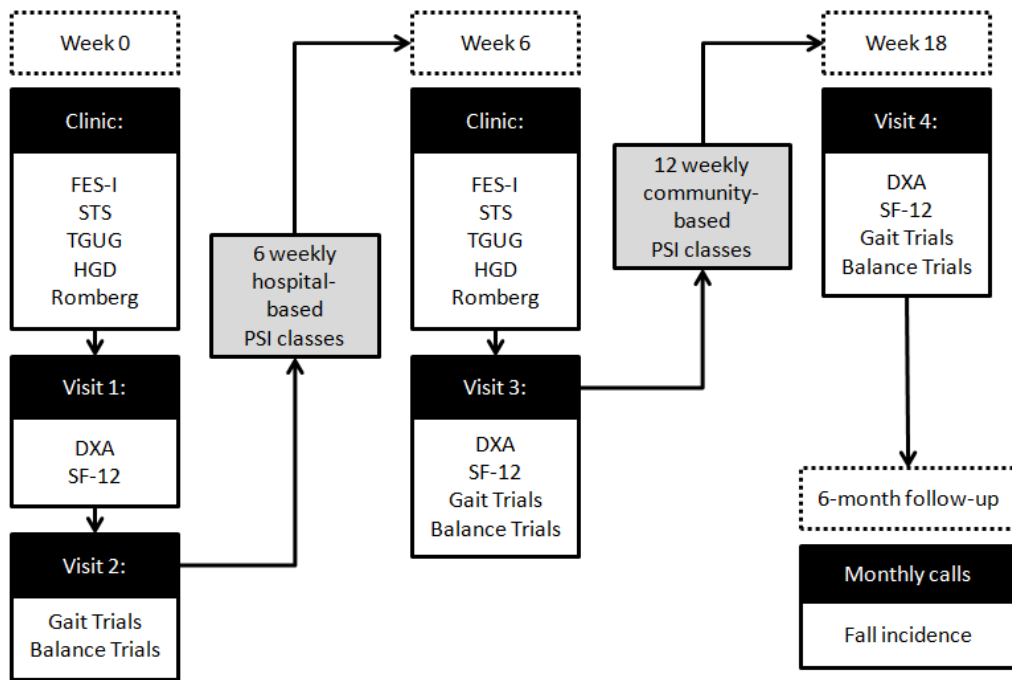 Week 0
Clinic:
FES-I
STS
TGUG
HGD
Romberg
Visit 1:
DXA
SF-12
Visit 2:
Gait Trials
Balance Trials
6 weekly
hospital-
based
PSI classes
Week 6
Clinic:
FES-I
STS
TGUG
HGD
Romberg
Visit 3:
DXA
SF-12
Gait Trials
Balance Trials
12 weekly
community-
based
PSI classes
Week 18
Visit 4:
DXA
SF-12
Gait Trials
Balance Trials
6-month follow-up
Monthly calls
Fall incidence